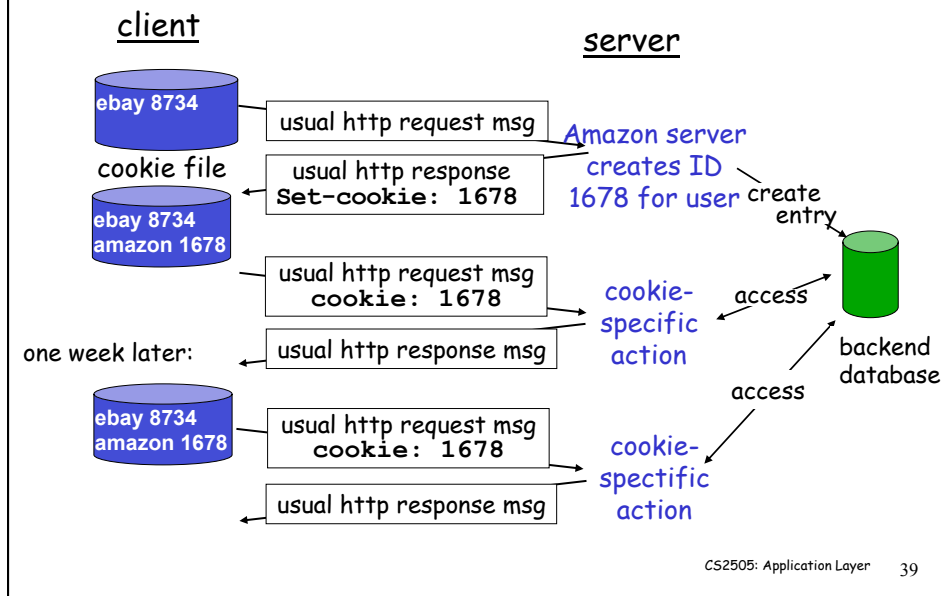 client
server
ebay 8734
usual http request msg
Amazon server
creates ID
1678 for user
cookie file
usual http response
Set-cookie: 1678
create
entry
ebay 8734
amazon 1678
usual http request msg
cookie: 1678
cookie-
specific
action
access
one week later:
usual http response msg
backend
database
access
ebay 8734
amazon 1678
usual http request msg
cookie: 1678
cookie-
spectific
action
usual http response msg
CS2505: Application Layer 39